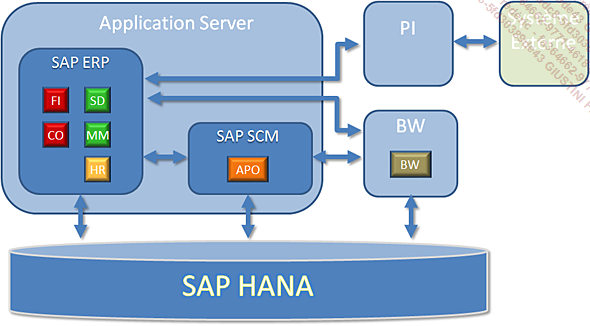 Application Server
PI
Système
Externe
SAP ERP
FI
SD
CO
MM
HR
SAP SCM
APO
BW
BW
SAP HANA